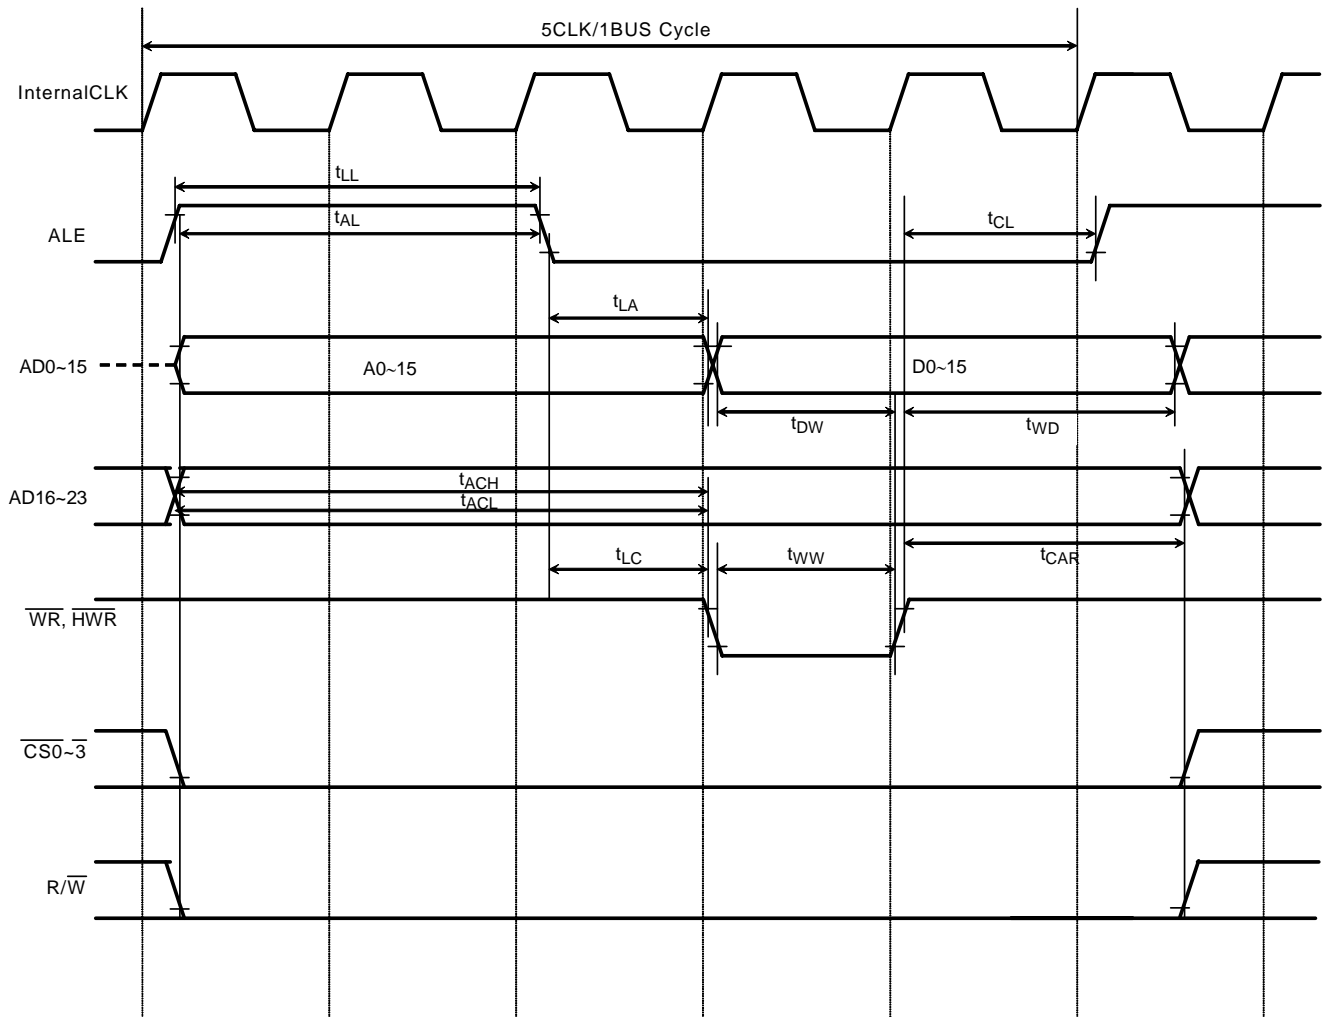 5CLK/1BUS Cycle
InternalCLK
tLL
tAL
ALE
tCL
tLA
AD0~15
A0~15
D0~15
tDW
tWD
AD16~23
tACH
tACL
tLC
tWW
tCAR
WR, HWR
CS0~3
R/W